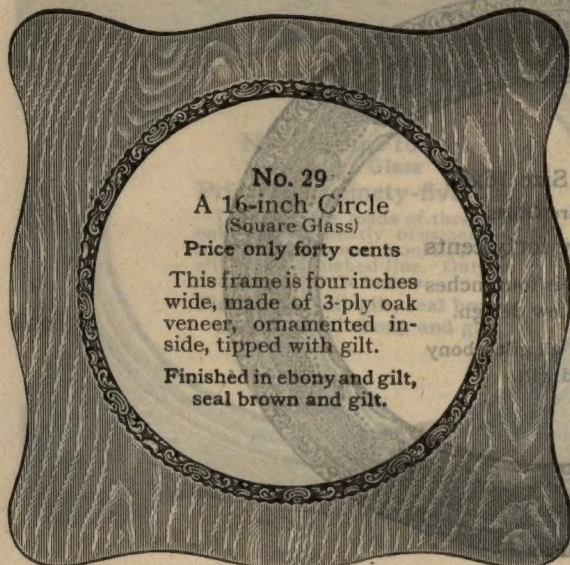 No. 29
A 16-inch Circle
(Square Glass)
Price only forty cents
This frame is four inches
wide, made of 3-ply oak
veneer, ornamented in-
side, tipped with gilt.
Finished in ebony and gilt,
seal brown and gilt.